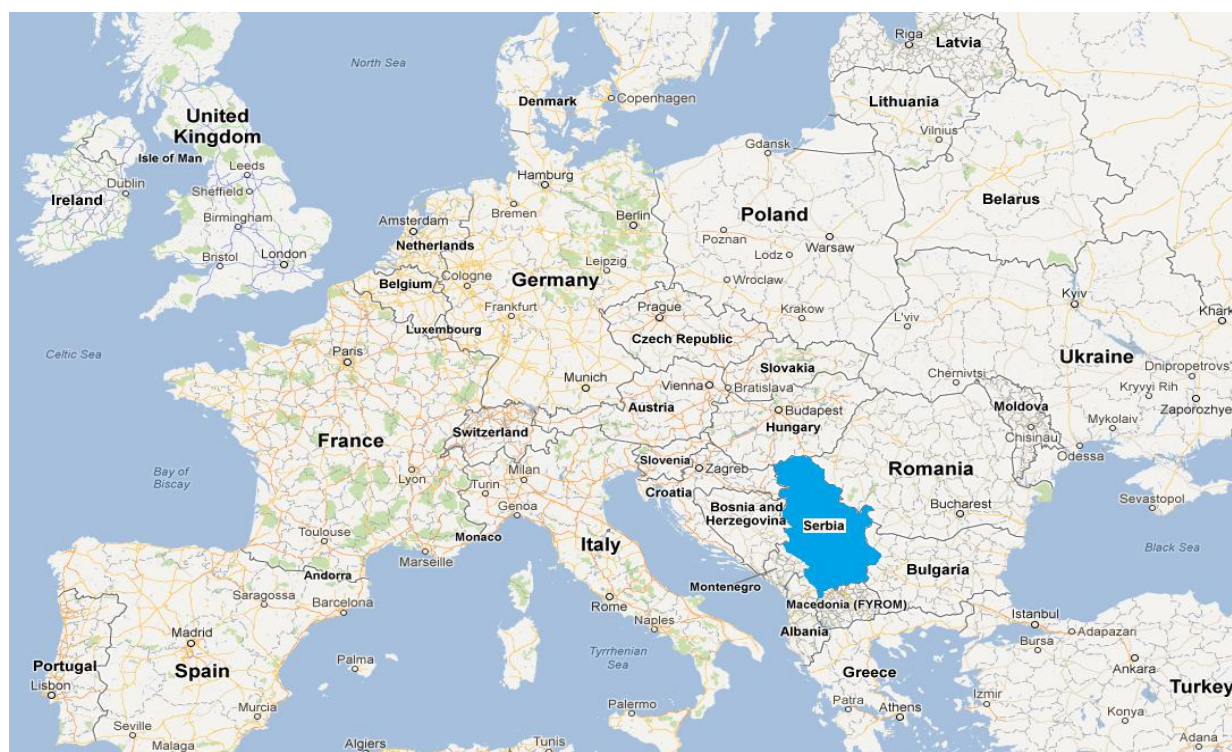 Riga
Latvia
North Sea
Denmark
Copenhagen
Lithuania
Vilnius
United
Kingdom
Isle of Man
Leeds
Gdansk
Dublin
Sheffield
Hamburg
Ireland
Birmingham
Bremen
Berlin
Poland
Belarus
Amsterdam
Netherlands
Poznan
Warsaw
Bristol
London
Lodz
Cologne
Germany
Leipzig
Belgium
Wroclaw
Kyiv
Frankfurt
Prague
Krakow
L'viv
Khark
Luxembourg
Czech Republic
Celtic Sea
Paris
Ukraine
Slovakia
Dnipropetrovs'
Munich
Vienna
Bratislava
Chernivtsi
Kryvyi Rih
Austria
Budapest
Moldova
Zaporozhye
France
Switzerland
Hungary
Chisinau
Mykolaiv
Odessa
Bay of
Biscay
Lyon
Milan
Slovenia
Zagreb
Romania
Turin
Croatia
Sevastopol
Genoa
Bosnia and
Herzegovina
Serbia
Bucharest
Toulouse
Monaco
Italy
Marseille
Black Sea
Andorra
Montenegro
Bulgaria
Saragossa
Barcelona
Rome
Macedonia (FYROM)
Istanbul
Naples
Albania
Bursa
Adapazari
Madrid
Portugal
Spain
Palma
Tyrrhenian
Sea
Greece
Ankara
Lisbon
Turkey
Palermo
Patra
Athens
Izmir
Konya
Murcia
Seville
Malaga
Algiers
Tunis
Adana